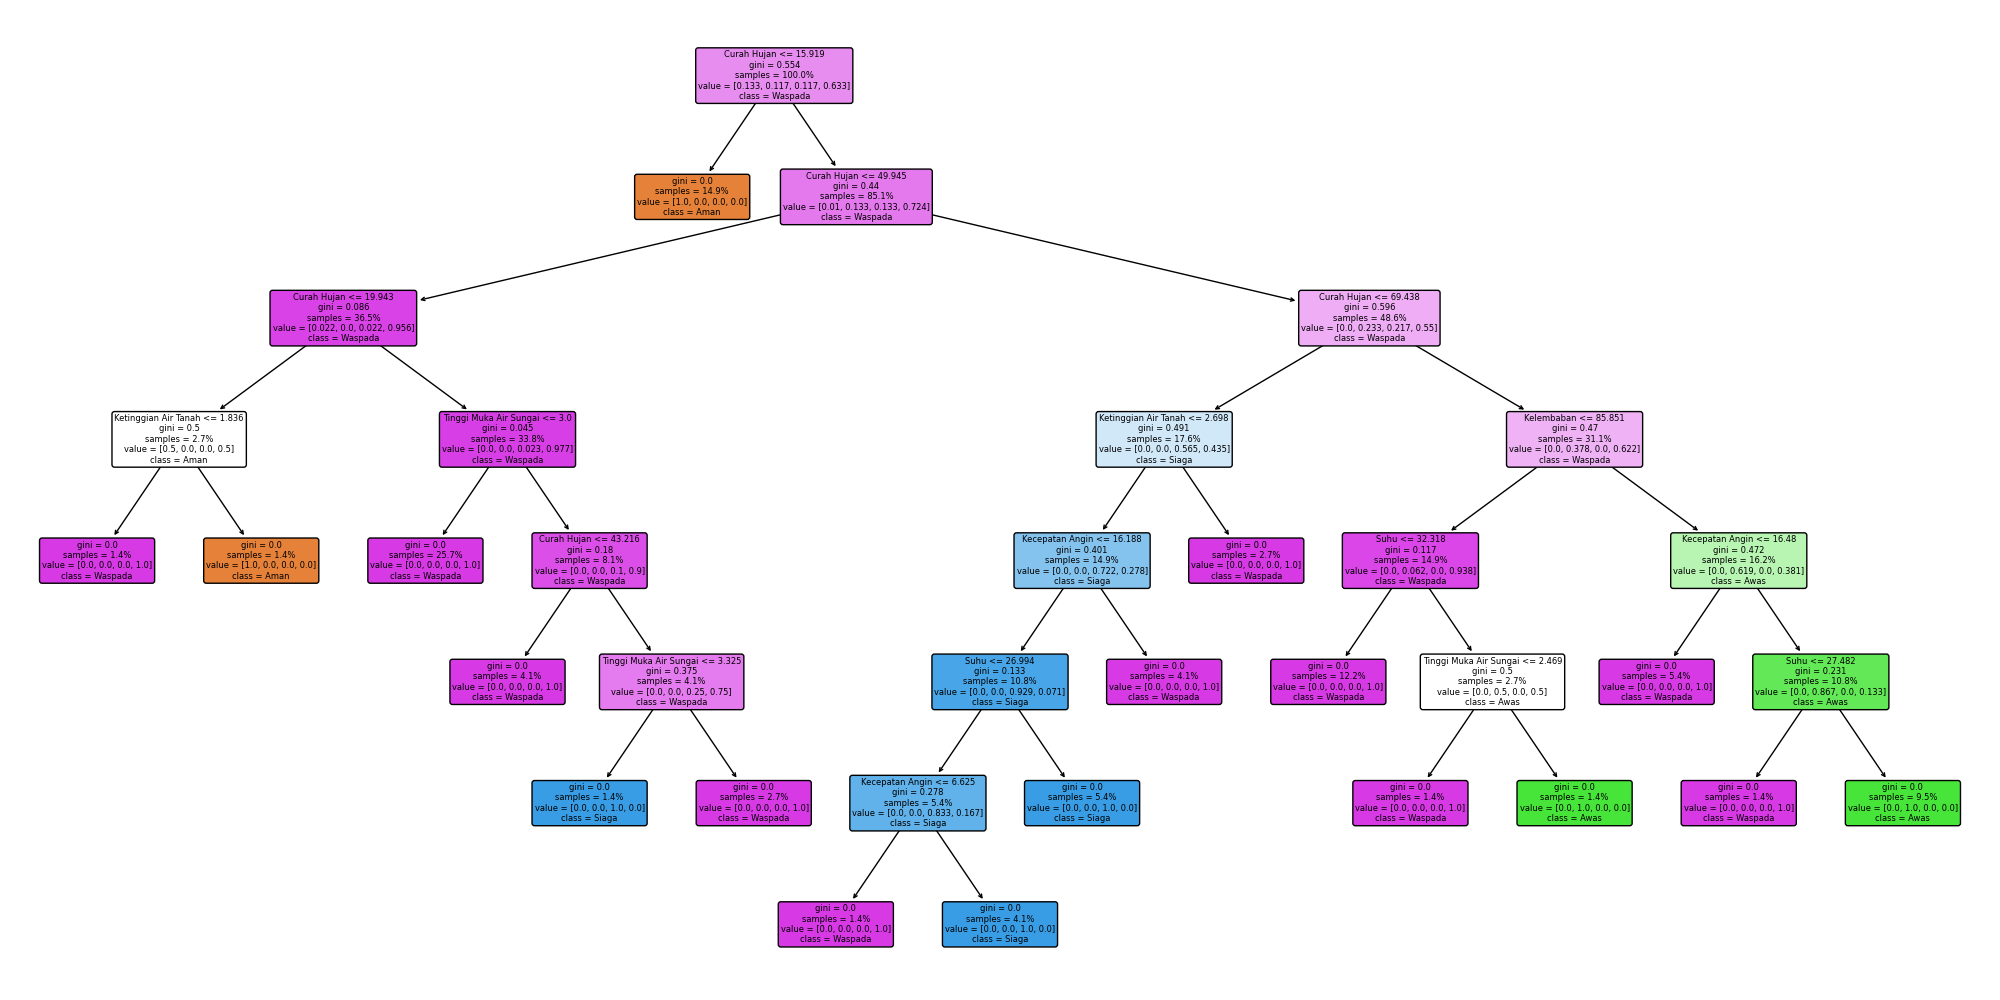 Curah Hujan <= 15.919
gini = 0.554
samples = 100.0%
value = [0.133, 0.117, 0.117, 0.633]
class = Waspada
gini = 0.0
samples = 14.9%
value = [1.0, 0.0, 0.0, 0.0]
class = Aman
Curah Hujan <= 49.945
gini = 0.44
samples = 85.1%
value = [0.01, 0.133, 0.133, 0.724]
class = Waspada
Curah Hujan <= 19.943
gini = 0.086
samples = 36.5%
value = [0.022, 0.0, 0.022, 0.956]
class = Waspada
Curah Hujan <= 69.438
gini = 0.596
samples = 48.6%
value = [0.0, 0.233, 0.217, 0.55]
class = Waspada
Ketinggian Air Tanah <= 1.836
gini = 0.5
samples = 2.7%
value = [0.5, 0.0, 0.0, 0.5]
class = Aman
Tinggi Muka Air Sungai <= 3.0
gini = 0.045
samples = 33.8%
value = [0.0, 0.0, 0.023, 0.977]
class = Waspada
Ketinggian Air Tanah <= 2.698
gini = 0.491
samples = 17.6%
value = [0.0, 0.0, 0.565, 0.435]
class = Siaga
Kelembaban <= 85.851
gini = 0.47
samples = 31.1%
value = [0.0, 0.378, 0.0, 0.622]
class = Waspada
gini = 0.0
samples = 1.4%
value = [0.0, 0.0, 0.0, 1.0]
class = Waspada
gini = 0.0
samples = 1.4%
value = [1.0, 0.0, 0.0, 0.0]
class = Aman
gini = 0.0
samples = 25.7%
value = [0.0, 0.0, 0.0, 1.0]
class = Waspada
Curah Hujan <= 43.216
gini = 0.18
samples = 8.1%
value = [0.0, 0.0, 0.1, 0.9]
class = Waspada
Kecepatan Angin <= 16.188
gini = 0.401
samples = 14.9%
value = [0.0, 0.0, 0.722, 0.278]
class = Siaga
gini = 0.0
samples = 2.7%
value = [0.0, 0.0, 0.0, 1.0]
class = Waspada
Suhu <= 32.318
gini = 0.117
samples = 14.9%
value = [0.0, 0.062, 0.0, 0.938]
class = Waspada
Kecepatan Angin <= 16.48
gini = 0.472
samples = 16.2%
value = [0.0, 0.619, 0.0, 0.381]
class = Awas
gini = 0.0
samples = 4.1%
value = [0.0, 0.0, 0.0, 1.0]
class = Waspada
Tinggi Muka Air Sungai <= 3.325
gini = 0.375
samples = 4.1%
value = [0.0, 0.0, 0.25, 0.75]
class = Waspada
Suhu <= 26.994
gini = 0.133
samples = 10.8%
value = [0.0, 0.0, 0.929, 0.071]
class = Siaga
gini = 0.0
samples = 4.1%
value = [0.0, 0.0, 0.0, 1.0]
class = Waspada
gini = 0.0
samples = 12.2%
value = [0.0, 0.0, 0.0, 1.0]
class = Waspada
Tinggi Muka Air Sungai <= 2.469
gini = 0.5
samples = 2.7%
value = [0.0, 0.5, 0.0, 0.5]
class = Awas
gini = 0.0
samples = 5.4%
value = [0.0, 0.0, 0.0, 1.0]
class = Waspada
Suhu <= 27.482
gini = 0.231
samples = 10.8%
value = [0.0, 0.867, 0.0, 0.133]
class = Awas
gini = 0.0
samples = 1.4%
value = [0.0, 0.0, 1.0, 0.0]
class = Siaga
gini = 0.0
samples = 2.7%
value = [0.0, 0.0, 0.0, 1.0]
class = Waspada
Kecepatan Angin <= 6.625
gini = 0.278
samples = 5.4%
value = [0.0, 0.0, 0.833, 0.167]
class = Siaga
gini = 0.0
samples = 5.4%
value = [0.0, 0.0, 1.0, 0.0]
class = Siaga
gini = 0.0
samples = 1.4%
value = [0.0, 0.0, 0.0, 1.0]
class = Waspada
gini = 0.0
samples = 1.4%
value = [0.0, 1.0, 0.0, 0.0]
class = Awas
gini = 0.0
samples = 1.4%
value = [0.0, 0.0, 0.0, 1.0]
class = Waspada
gini = 0.0
samples = 9.5%
value = [0.0, 1.0, 0.0, 0.0]
class = Awas
gini = 0.0
samples = 1.4%
value = [0.0, 0.0, 0.0, 1.0]
class = Waspada
gini = 0.0
samples = 4.1%
value = [0.0, 0.0, 1.0, 0.0]
class = Siaga